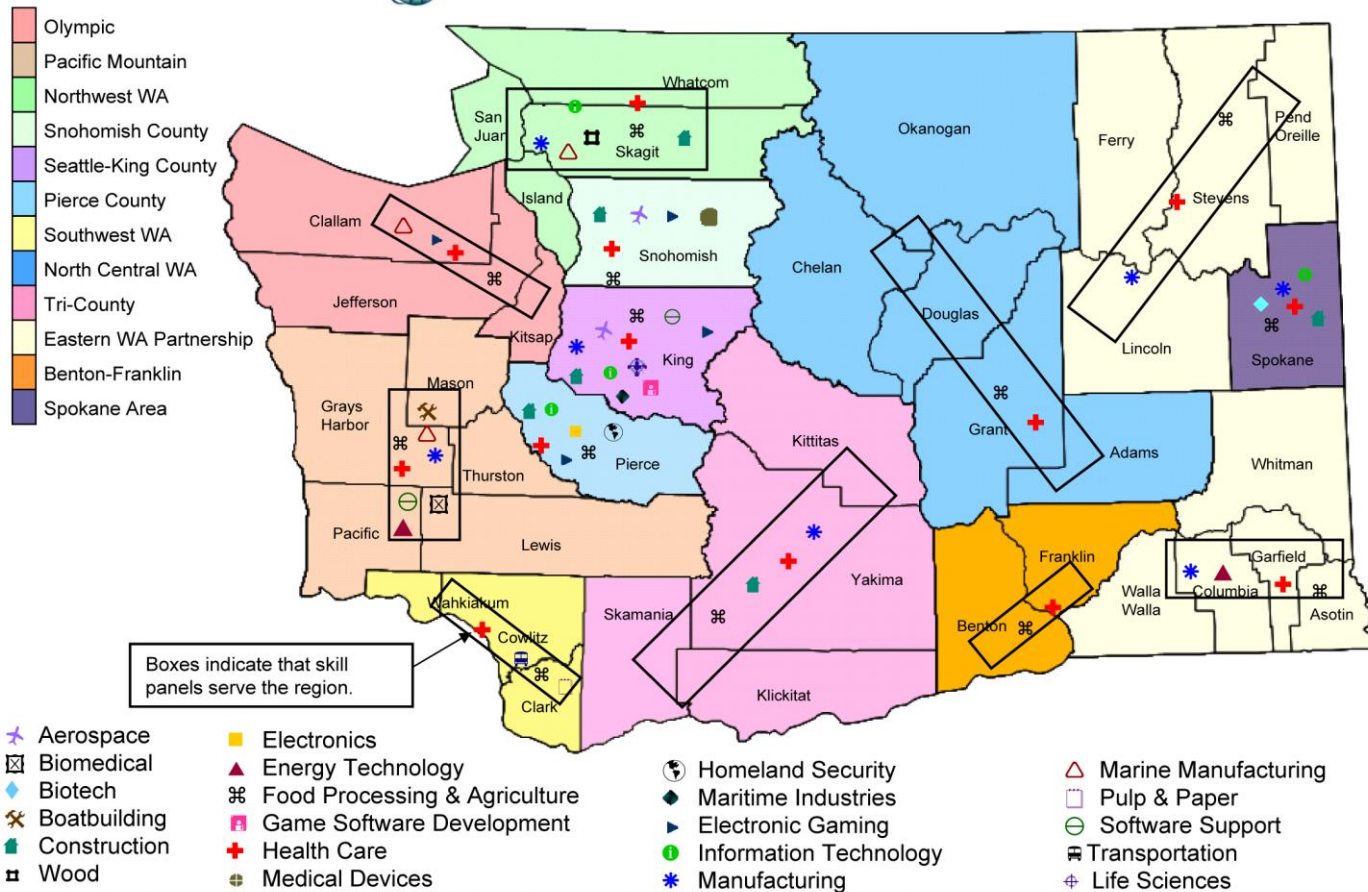 Olympic
Pacific Mountain
Northwest WA
Snohomish County
Seattle-King County
Pierce County
Southwest WA
North Central WA
Tri-County
Eastern WA Partnership
Benton-Franklin
Spokane Area
Whatcom
San
Juan
Skagit
Island
Okanogan
Ferry
Pend
Oreille
Stevens
Clallam
Snohomish
Chelan
Jefferson
Kitsap
Douglas
King
Lincoln
Spokane
Mason
Grays
Harbor
Thurston
Pierce
Kittitas
Grant
Adams
Whitman
Pacific
Lewis
Franklin
Garfield
Wahkiakum
Cowlitz
Skamania
Yakima
Benton
Walla
Walla
Columbia
Asotin
Clark
Klickitat
Boxes indicate that skill
panels serve the region.
Aerospace
Biomedical
Biotech
Boatbuilding
Construction
Wood
Electronics
Energy Technology
Food Processing & Agriculture
Game Software Development
Health Care
Medical Devices
Homeland Security
Maritime Industries
Electronic Gaming
Information Technology
Manufacturing
Marine Manufacturing
Pulp & Paper
Software Support
Transportation
Life Sciences